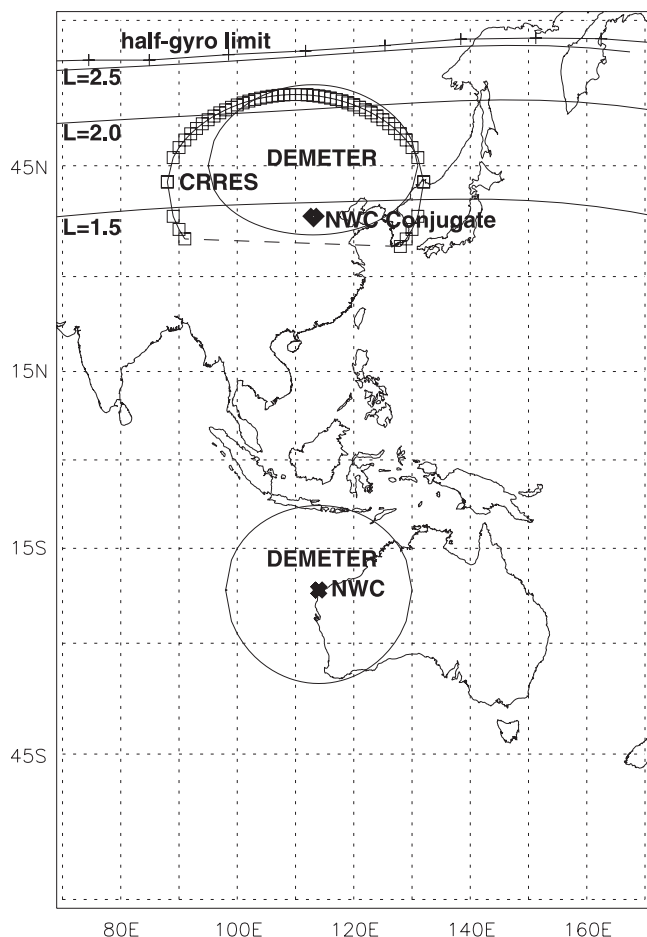 half-gyro limit
L=2.5
L=2.0
DEMETER
45N
CRRES
NWC Conjugate
L=1.5
15N
15S
DEMETER
NWC
45S
80E 100E 120E 140E 160E